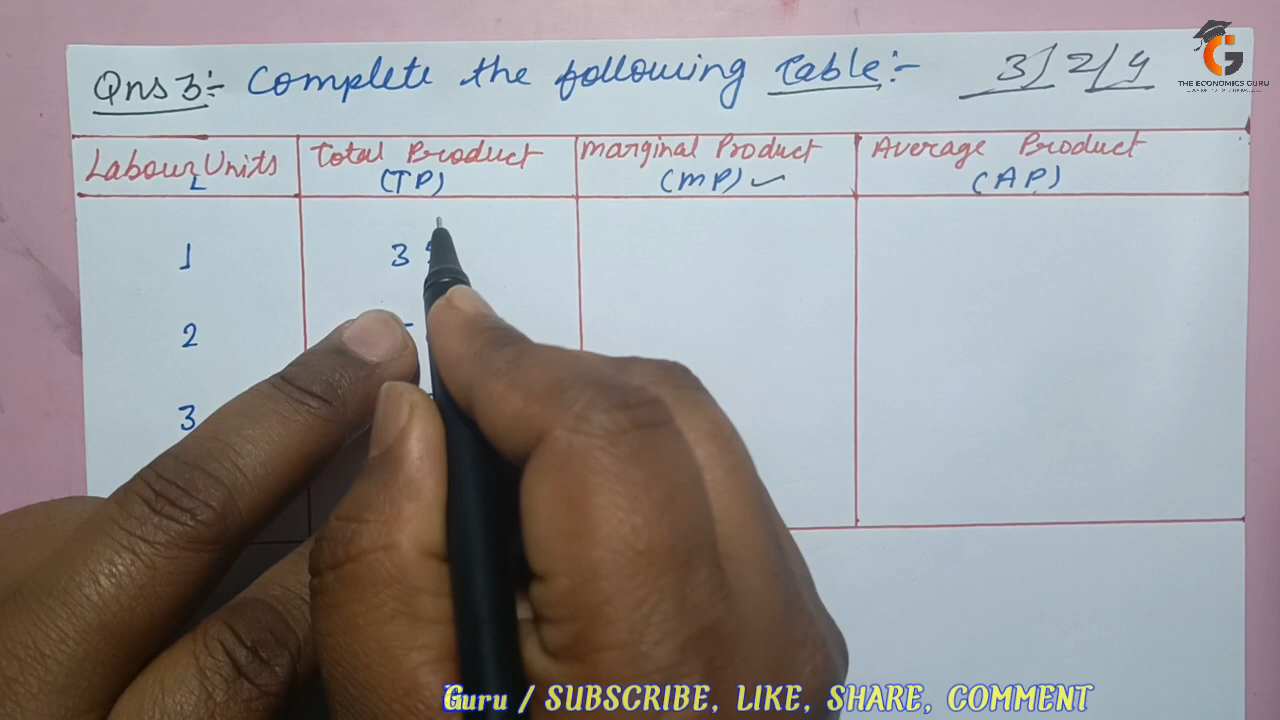 Qns 3:- Complete the following Table:- 3/2/4
THE ECONOMICS GURU
Labour Units Total Product Marginal Product Average Product
L (TP) (MP) ✓ (AP)
1 3
2
3
Guru / SUBSCRIBE, LIKE, SHARE, COMMENT